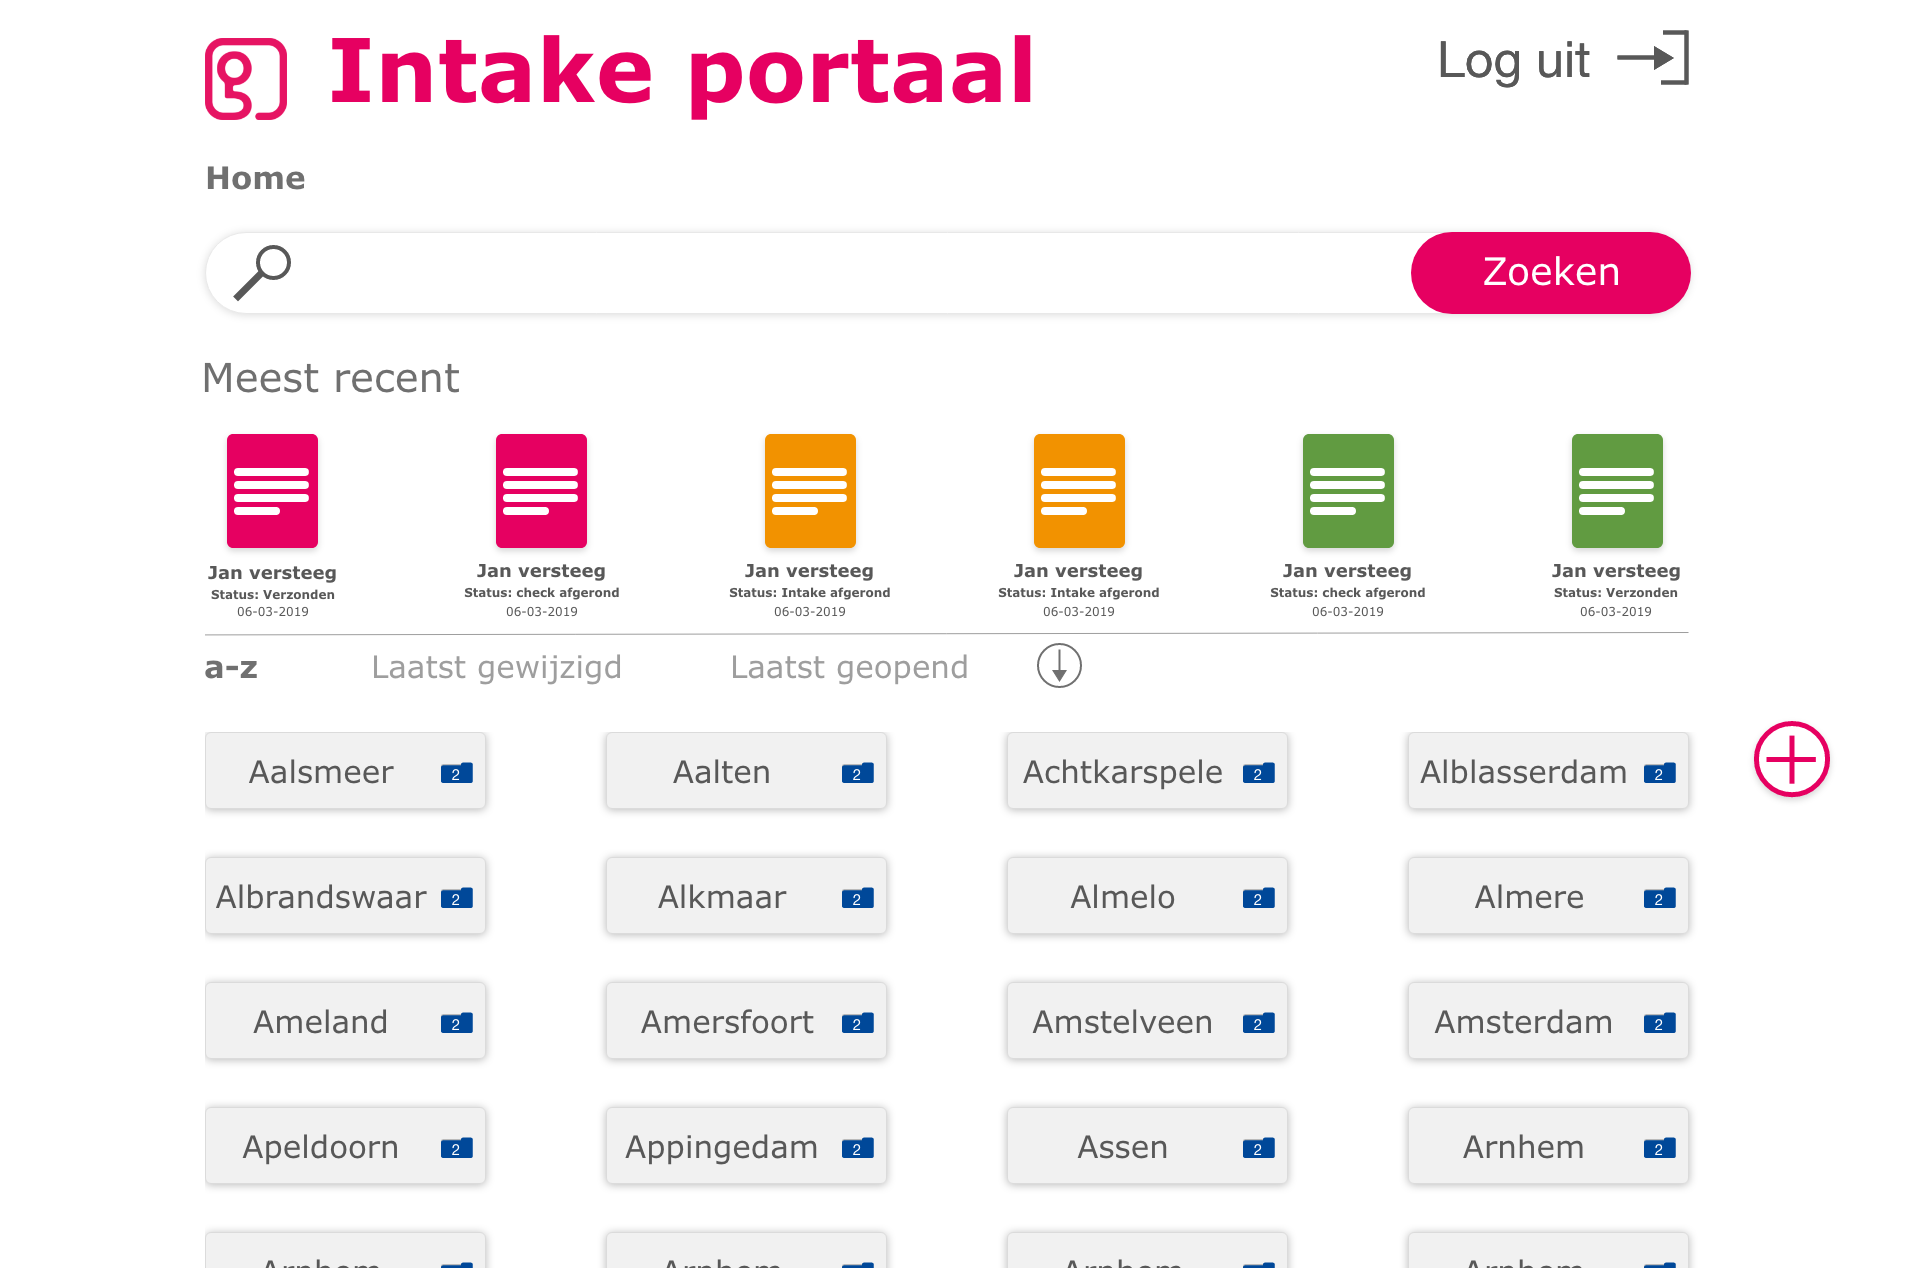 Intake portaal
Log uit
Home
Zoeken
Meest recent
Jan versteeg
Status: Verzonden
06-03-2019
Jan versteeg
Status: check afgerond
06-03-2019
Jan versteeg
Status: Intake afgerond
06-03-2019
Jan versteeg
Status: Intake afgerond
06-03-2019
Jan versteeg
Status: check afgerond
06-03-2019
Jan versteeg
Status: Verzonden
06-03-2019
a-z Laatst gewijzigd Laatst geopend
Aalsmeer 2
Aalten 2
Achtkarspele 2
Alblasserdam 2
Albrandswaar 2
Alkmaar 2
Almelo 2
Almere 2
Ameland 2
Amersfoort 2
Amstelveen 2
Amsterdam 2
Apeldoorn 2
Appingedam 2
Assen 2
Arnhem 2
Arnhem
Arnhem
Arnhem
Arnhem